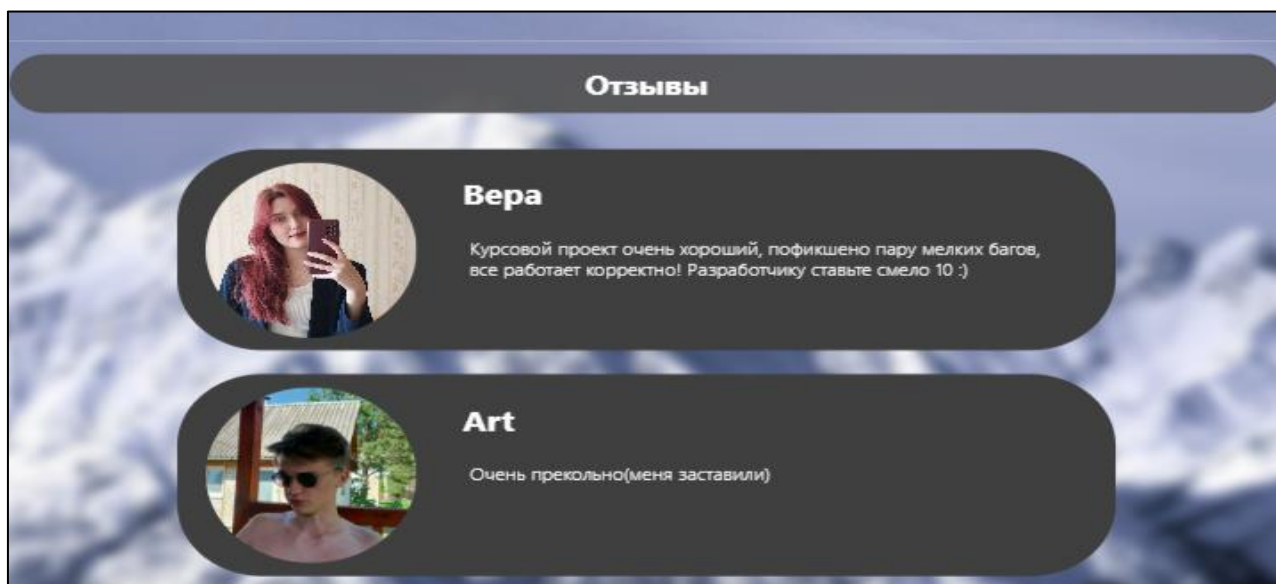 Отзывы
Вера
Курсовой проект очень хороший, пофикшено пару мелких багов,
все работает корректно! Разработчику ставьте смело 10 :)
Art
Очень прекольно(меня заставили)